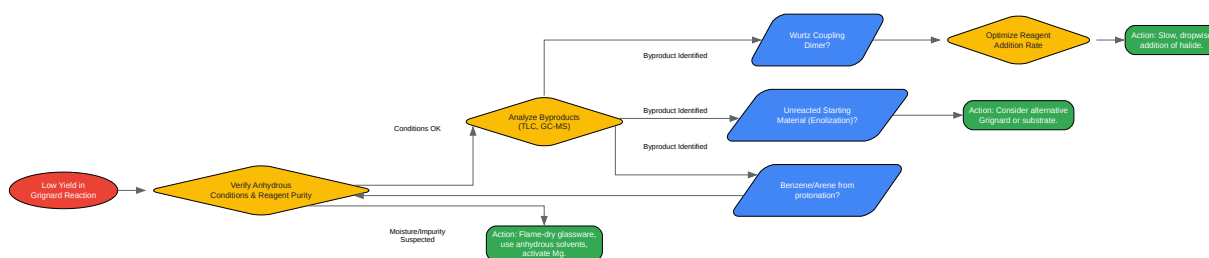 Low Yield in
Grignard Reaction
Verify Anhydrous
Conditions & Reagent Purity
Conditions OK
Moisture/Impurity
Suspected
Action: Flame-dry glassware,
use anhydrous solvents,
activate Mg.
Analyze Byproducts
(TLC, GC-MS)
Byproduct Identified
Byproduct Identified
Byproduct Identified
Wurtz Coupling
Dimer?
Optimize Reagent
Addition Rate
Action: Slow, dropwise
addition of halide.
Unreacted Starting
Material (Enolization)?
Action: Consider alternative
Grignard or substrate.
Benzene/Arene from
protonation?